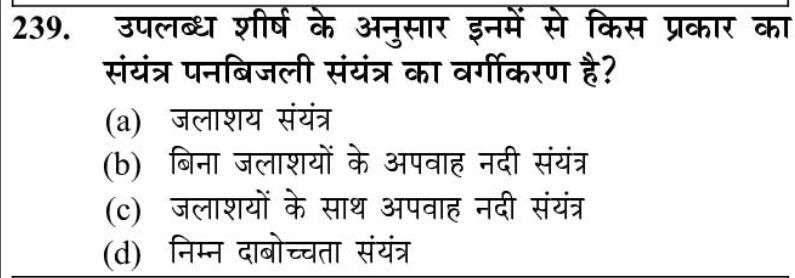 239. उपलब्ध शीर्ष के अनुसार इनमें से किस प्रकार का
संयंत्र पनबिजली संयंत्र का वर्गीकरण है?
(a) जलाशय संयंत्र
(b) बिना जलाशयों के अपवाह नदी संयंत्र
(c) जलाशयों के साथ अपवाह नदी संयंत्र
(d) निम्न दाबोच्चता संयंत्र